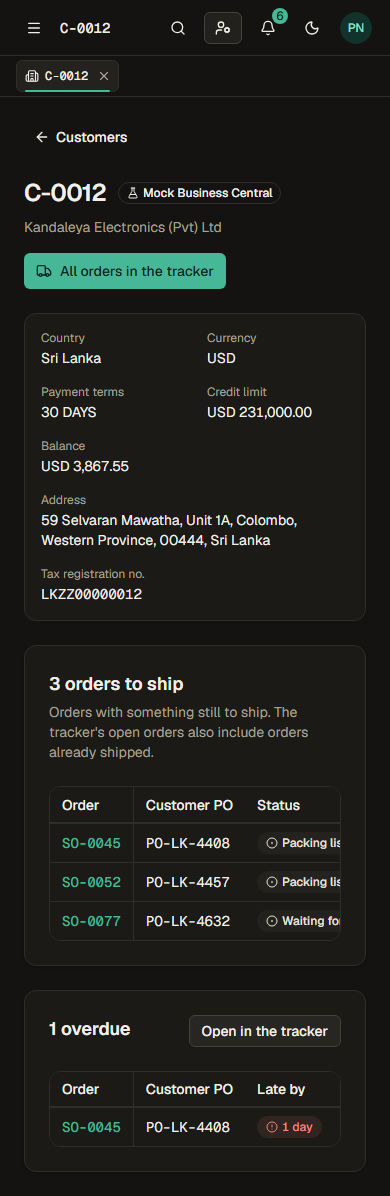 C-0012
6
PN
C-0012
Customers
C-0012
Mock Business Central
Kandaleya Electronics (Pvt) Ltd
All orders in the tracker
Country
Currency
Sri Lanka
USD
Payment terms
Credit limit
30 DAYS
USD 231,000.00
Balance
USD 3,867.55
Address
59 Selvaran Mawatha, Unit 1A, Colombo,
Western Province, 00444, Sri Lanka
Tax registration no.
LKZZ00000012
3 orders to ship
Orders with something still to ship. The
tracker's open orders also include orders
already shipped.
Order Customer PO Status
SO-0045 PO-LK-4408 Packing lis
SO-0052 PO-LK-4457 Packing lis
SO-0077 PO-LK-4632 Waiting for
1 overdue
Open in the tracker
Order Customer PO Late by
SO-0045 PO-LK-4408 1 day